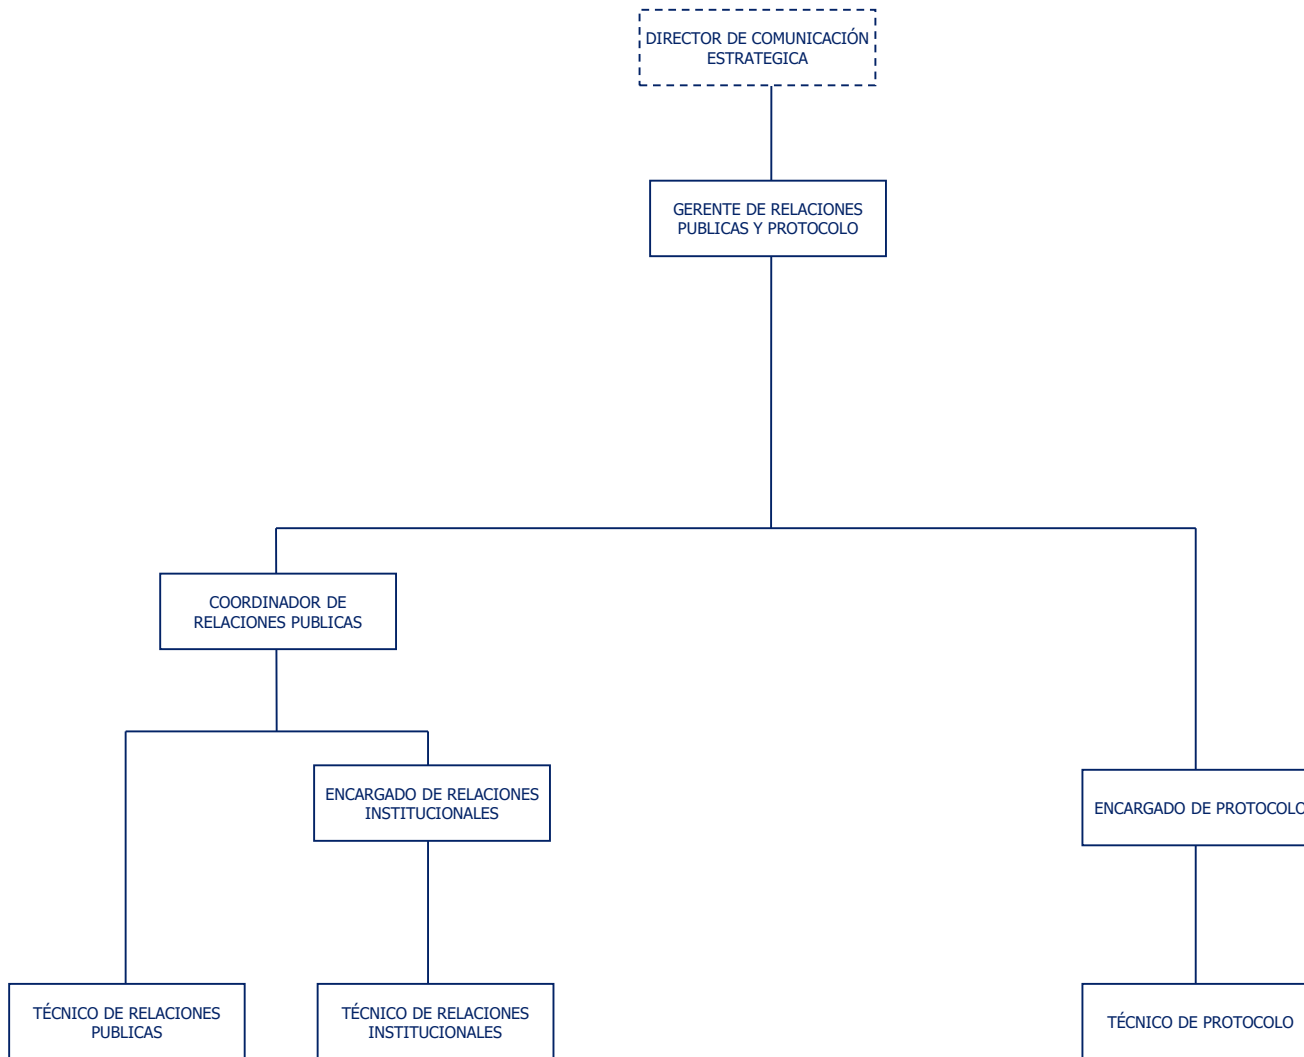 DIRECTOR DE COMUNICACIÓN
ESTRATEGICA
GERENTE DE RELACIONES
PUBLICAS Y PROTOCOLO
COORDINADOR DE
RELACIONES PUBLICAS
ENCARGADO DE RELACIONES
INSTITUCIONALES
ENCARGADO DE PROTOCOLO
TÉCNICO DE RELACIONES
PUBLICAS
TÉCNICO DE RELACIONES
INSTITUCIONALES
TÉCNICO DE PROTOCOLO